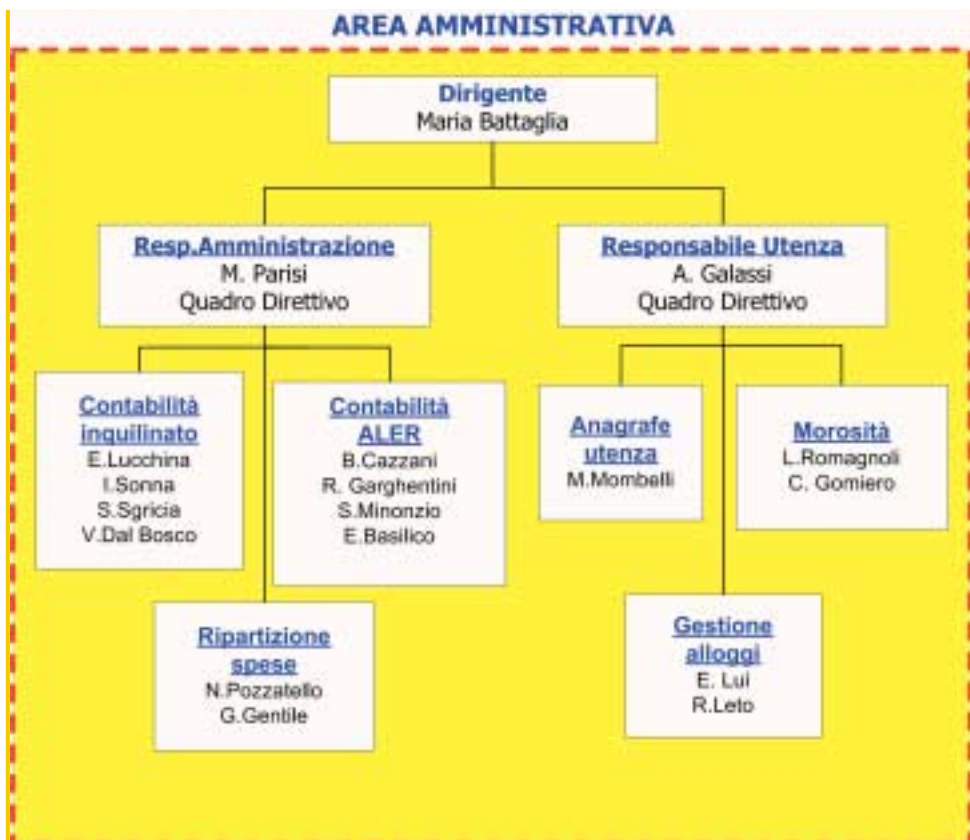 AREA AMMINISTRATIVA
Dirigente
Maria Battaglia
Resp.Amministrazione
M. Parisi
Quadro Direttivo
Responsabile Utenza
A. Galassi
Quadro Direttivo
Contabilità
inquilinato
E.Lucchina
I.Sonna
S.Sgricia
V.Dal Bosco
Contabilità
ALER
B.Cazzani
R. Garghentini
S.Minonzio
E.Basilico
Anagrafe
utenza
M.Mombelli
Morosità
L.Romagnoli
C. Gomiero
Ripartizione
spese
N.Pozzatello
G.Gentile
Gestione
alloggi
E. Lui
R.Leto